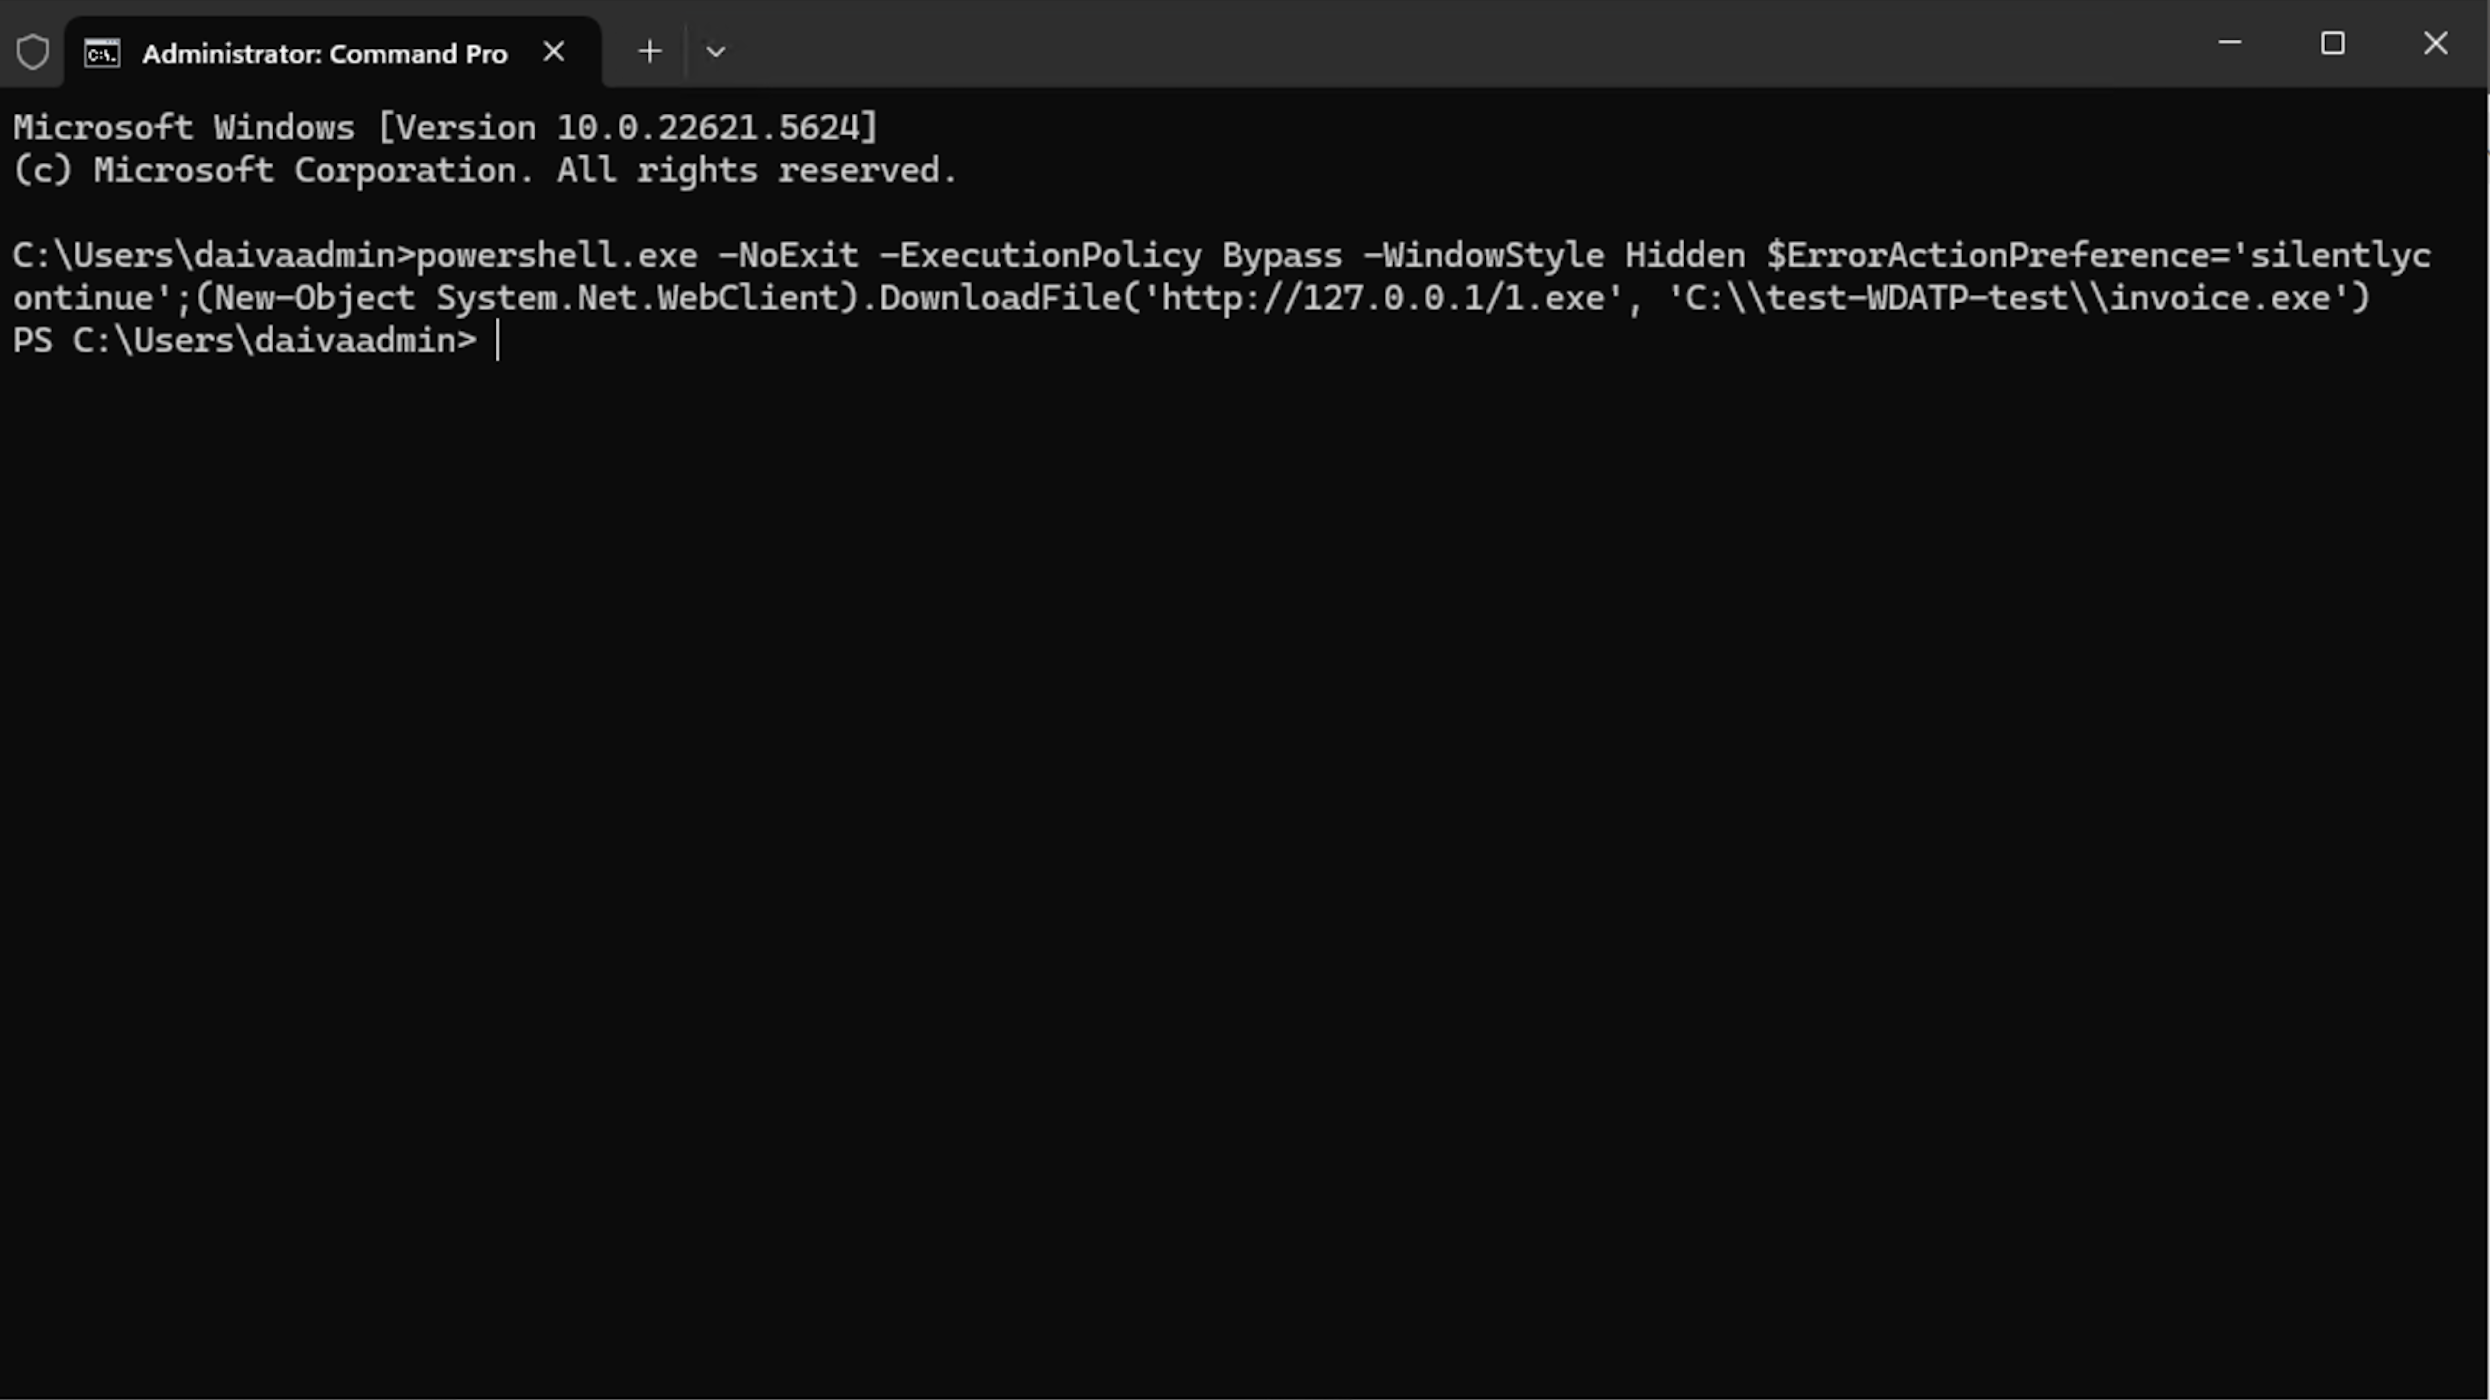 Administrator: Command Pro
Microsoft Windows [Version 10.0.22621.5624]
(c) Microsoft Corporation. All rights reserved.
C:\Users\daivaadmin>powershell.exe -NoExit -ExecutionPolicy Bypass -WindowStyle Hidden $ErrorActionPreference='silentlyc
ontinue';(New-Object System.Net.WebClient).DownloadFile('http://127.0.0.1/1.exe', 'C:\\test-WDATP-test\\invoice.exe')
PS C:\Users\daivaadmin>